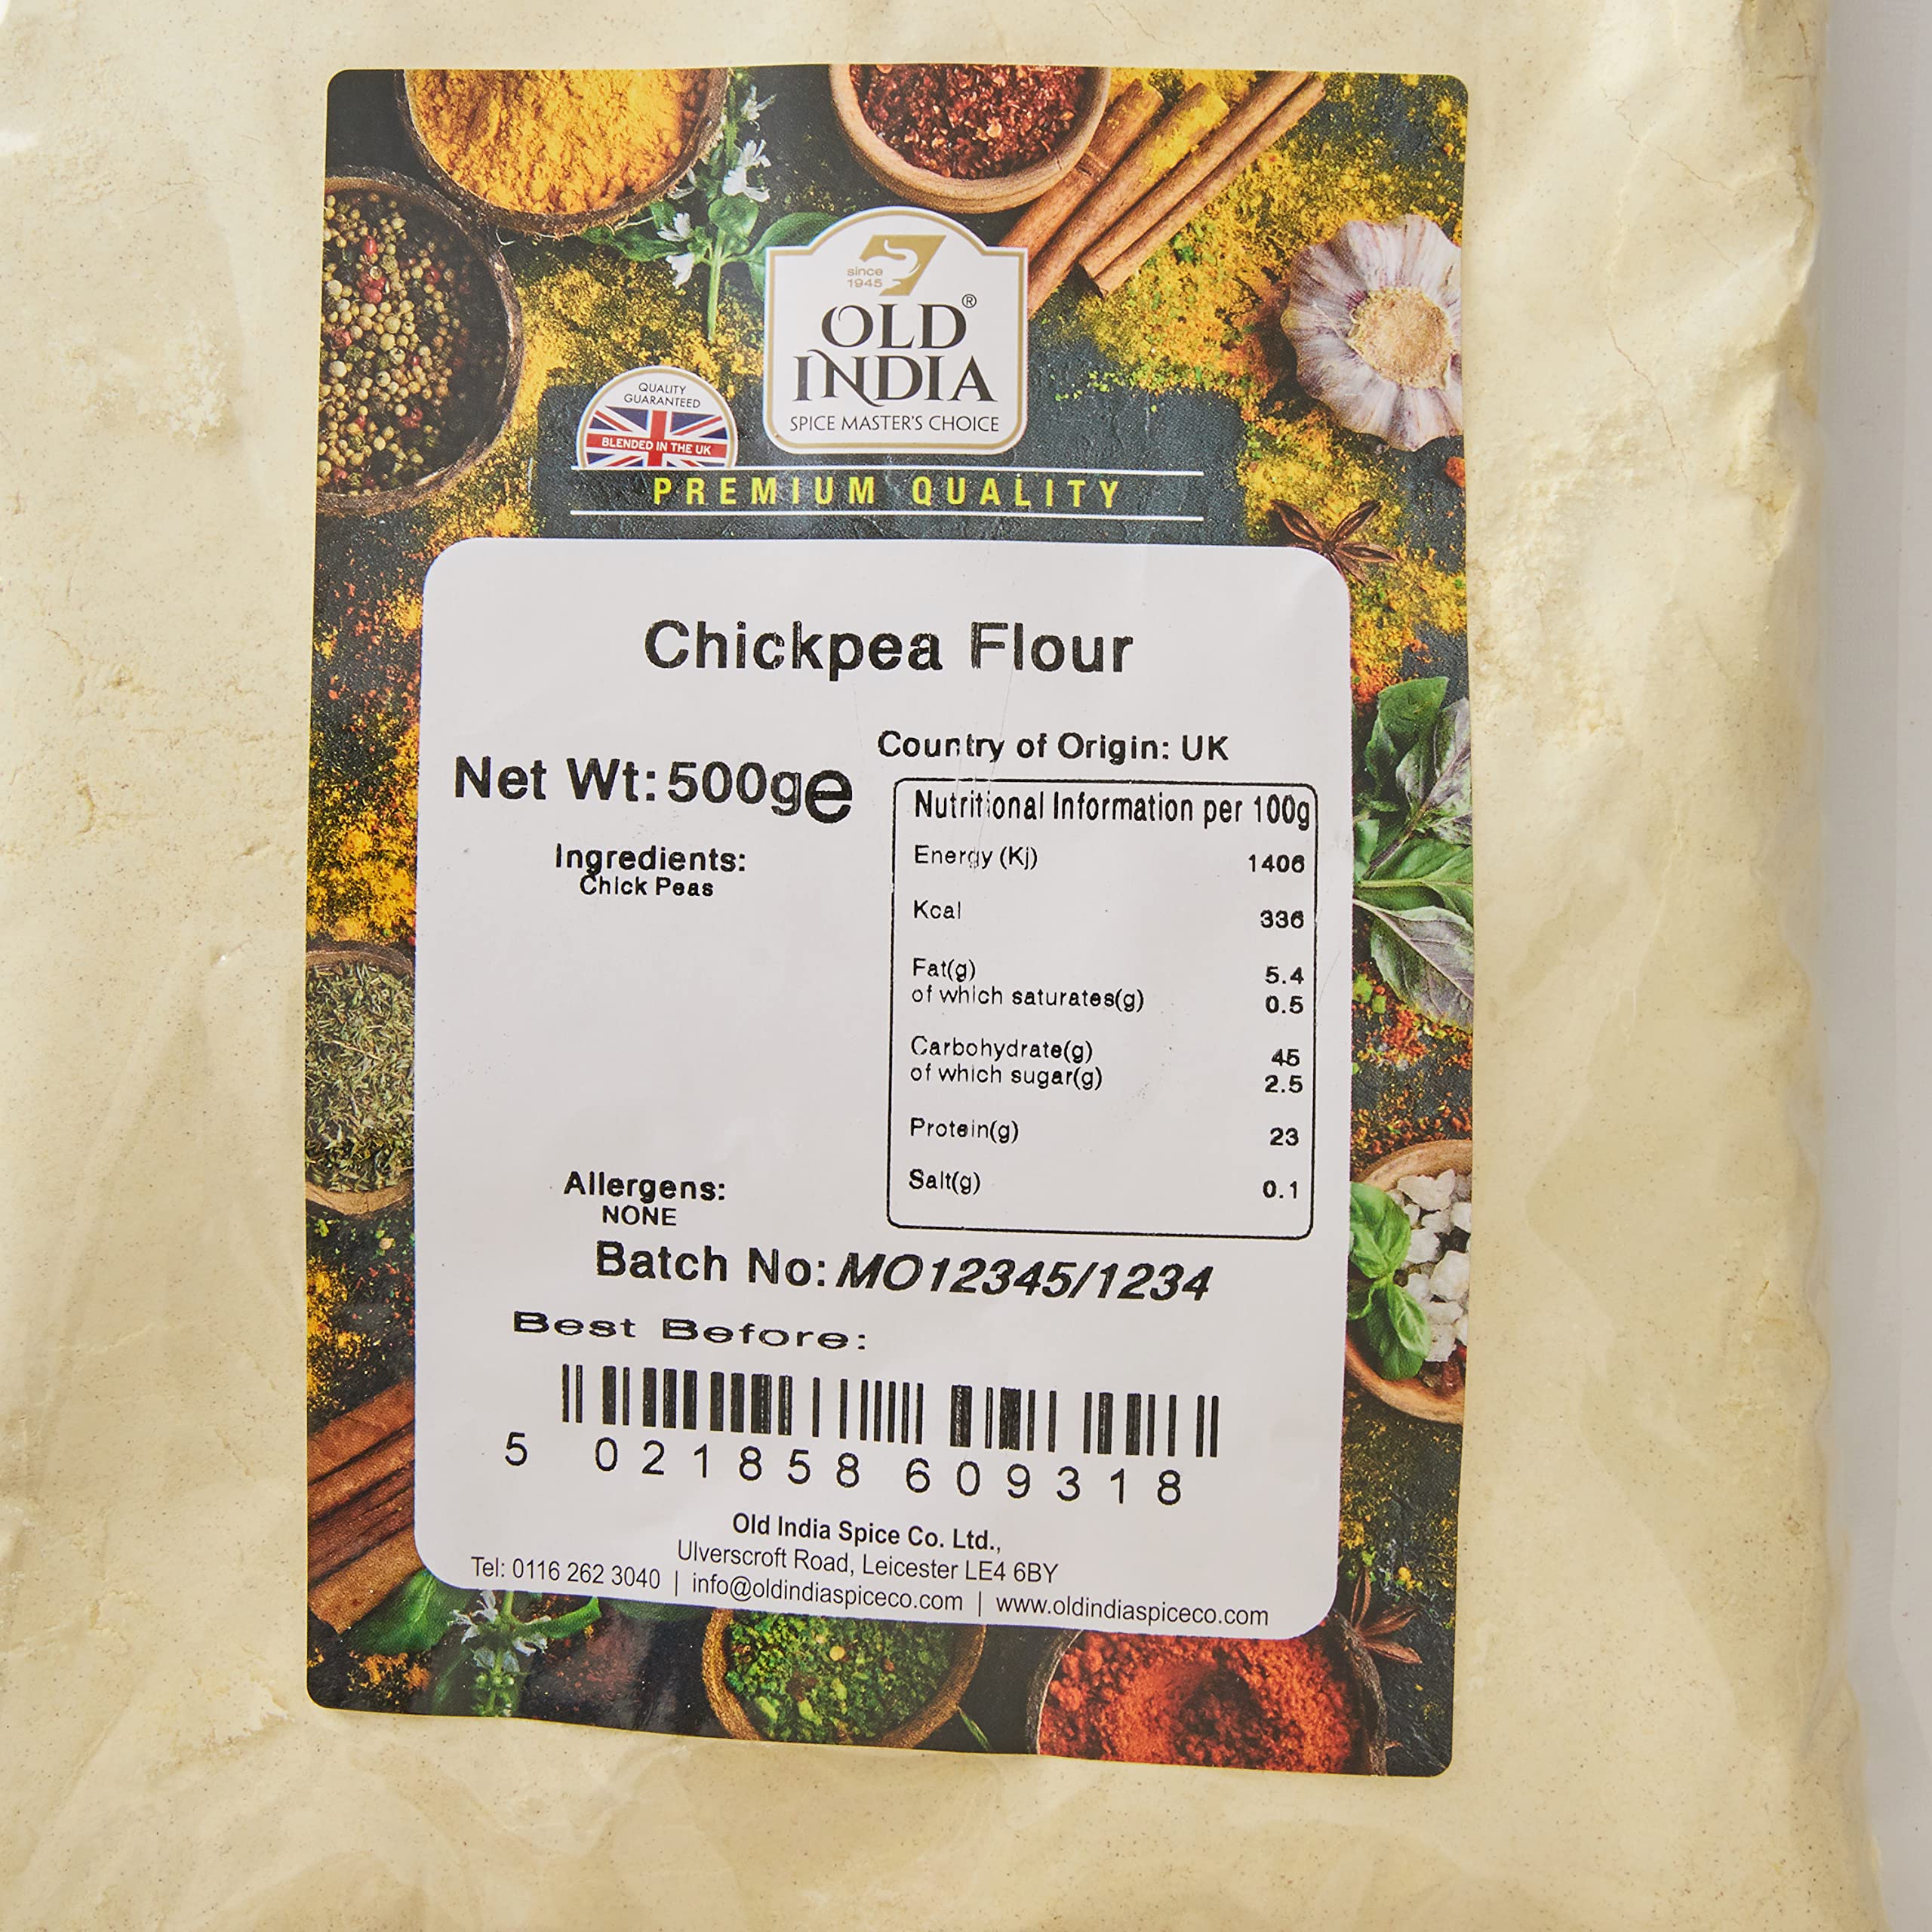 since
1945
OLD®
INDIA
SPICE MASTER'S CHOICE
QUALITY
GUARANTEED
BLENDED IN THE UK
PREMIUM QUALITY
Chickpea Flour
Country of Origin: UK
Net Wt: 500ge
Ingredients:
Chick Peas
Nutritional Information per 100g
Energy (Kj) 1406
Kcal 336
Fat(g) 5.4
of which saturates(g) 0.5
Carbohydrate(g) 45
of which sugar(g) 2.5
Protein(g) 23
Salt(g) 0.1
Allergens:
NONE
Batch No: MO12345/1234
Best Before:
5 021858 609318
Old India Spice Co. Ltd.,
Ulverscroft Road, Leicester LE4 6BY
Tel: 0116 262 3040 | info@oldindiaspiceco.com | www.oldindiaspiceco.com